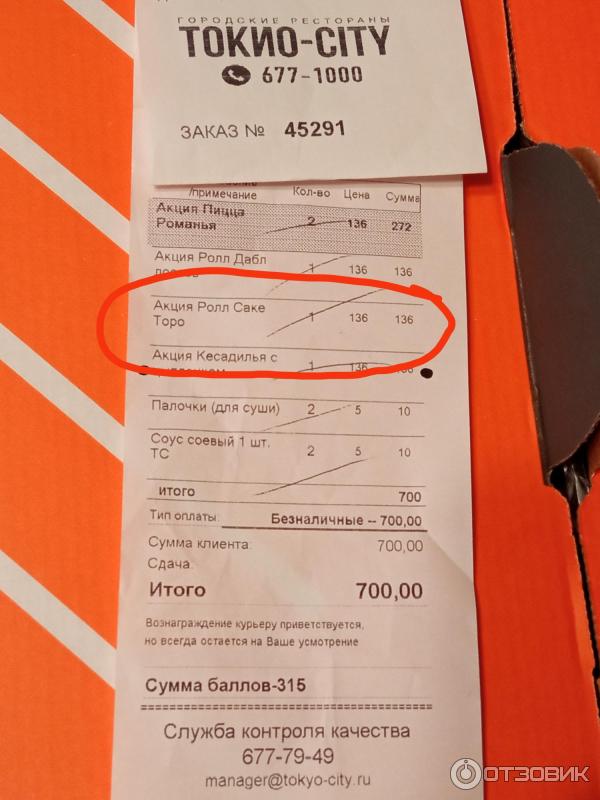 ГОРОДСКИЕ РЕСТОРАНЫ
ТОКИО-CITY
677-1000
ЗАКАЗ № 45291
/примечание Кол-во Цена Сумма
Акция Пицца
Романья 2 136 272
Акция Ролл Дабл
1 136 136
Акция Ролл Саке
Торо 1 136 136
Акция Кесадилья с
1 136 136
Палочки (для суши) 2 5 10
Соус соевый 1 шт.
ТС 2 5 10
итого 700
Тип оплаты: Безналичные -- 700,00
Сумма клиента: 700,00
Сдача:
Итого 700,00
Вознаграждение курьеру приветствуется,
но всегда остается на Ваше усмотрение
Сумма баллов-315
Служба контроля качества
677-79-49
manager@tokyo-city.ru
ОТЗОВИК